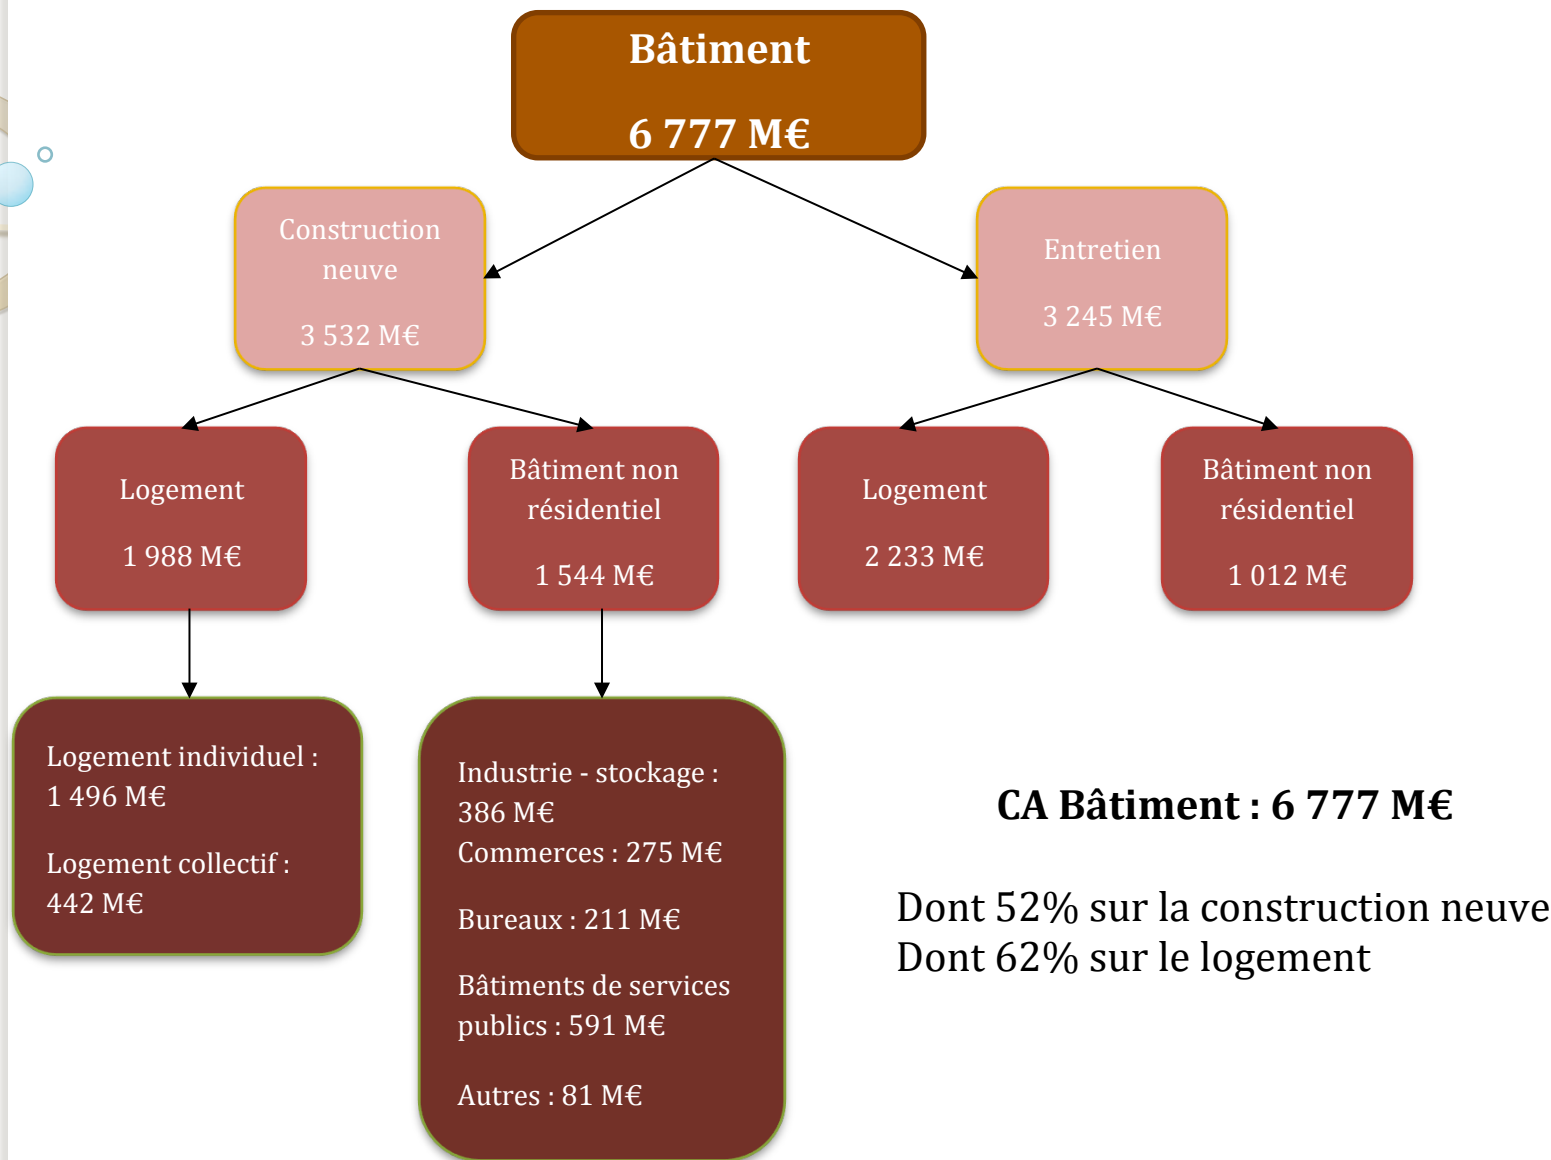 Bâtiment
6 777 M€
Construction
neuve
3 532 M€
Entretien
3 245 M€
Logement
1 988 M€
Bâtiment non
résidentiel
1 544 M€
Logement
2 233 M€
Bâtiment non
résidentiel
1 012 M€
Logement individuel :
1 496 M€
Logement collectif :
442 M€
Industrie - stockage :
386 M€
Commerces : 275 M€
Bureaux : 211 M€
Bâtiments de services
publics : 591 M€
Autres : 81 M€
CA Bâtiment : 6 777 M€
Dont 52% sur la construction neuve
Dont 62% sur le logement